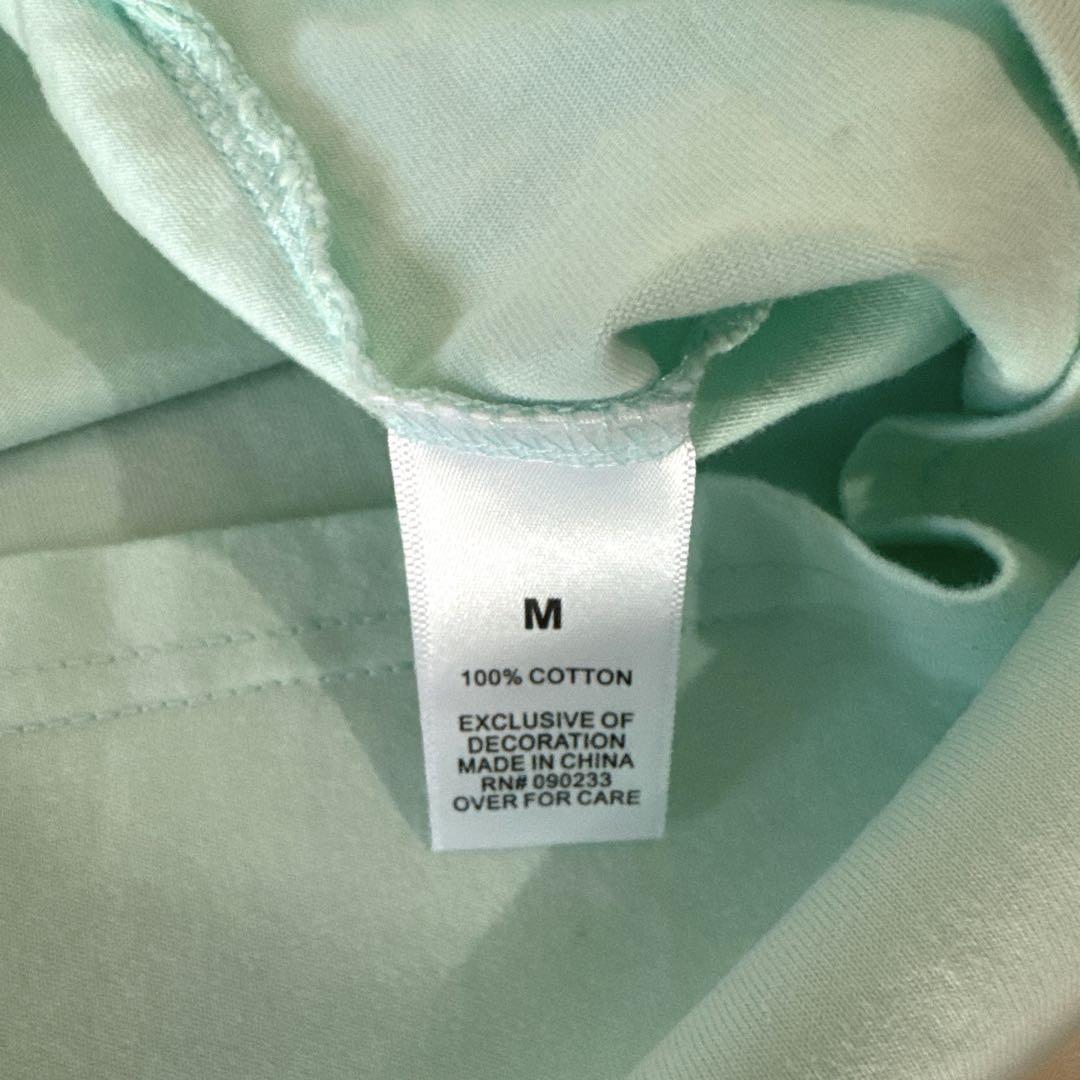 M
100% COTTON
EXCLUSIVE OF
DECORATION
MADE IN CHINA
RN# 090233
OVER FOR CARE